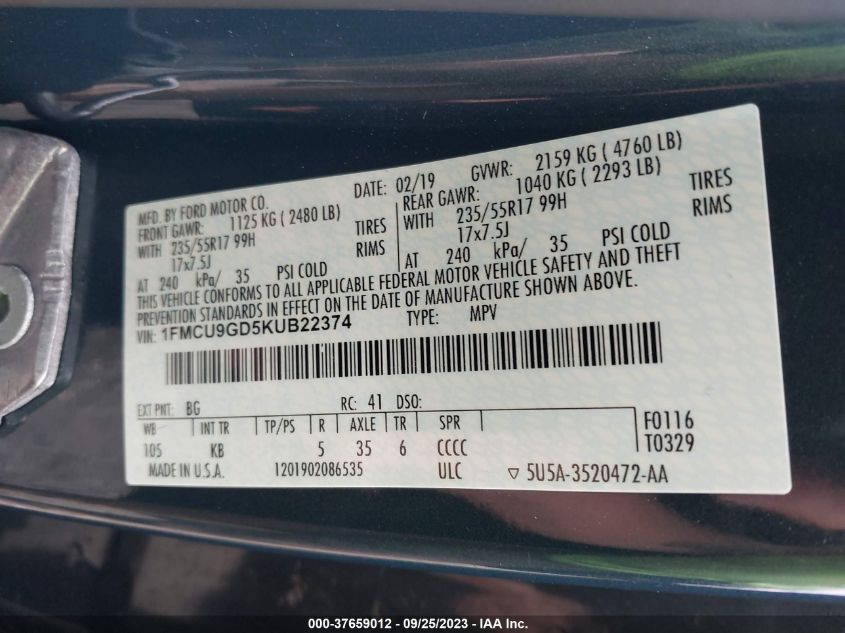 MFD. BY FORD MOTOR CO.
DATE: 02/19 GVWR: 2159 KG ( 4760 LB)
FRONT GAWR: 1125 KG ( 2480 LB)
WITH 235/55R17 99H TIRES
17x7.5J RIMS
AT 240 kPa/ 35 PSI COLD
REAR GAWR: 1040 KG ( 2293 LB)
WITH 235/55R17 99H TIRES
17x7.5J RIMS
AT 240 kPa/ 35 PSI COLD
THIS VEHICLE CONFORMS TO ALL APPLICABLE FEDERAL MOTOR VEHICLE SAFETY AND THEFT
PREVENTION STANDARDS IN EFFECT ON THE DATE OF MANUFACTURE SHOWN ABOVE.
VIN: 1FMCU9GD5KUB22374 TYPE: MPV
EXT PNT: BG RC: 41 DSO:
WB INT TR TP/PS R AXLE TR SPR
105 KB 5 35 6 CCCC
F0116
T0329
MADE IN U.S.A. 1201902086535 ULC ▽ 5U5A-3520472-AA
000-37659012 - 09/25/2023 - IAA Inc.